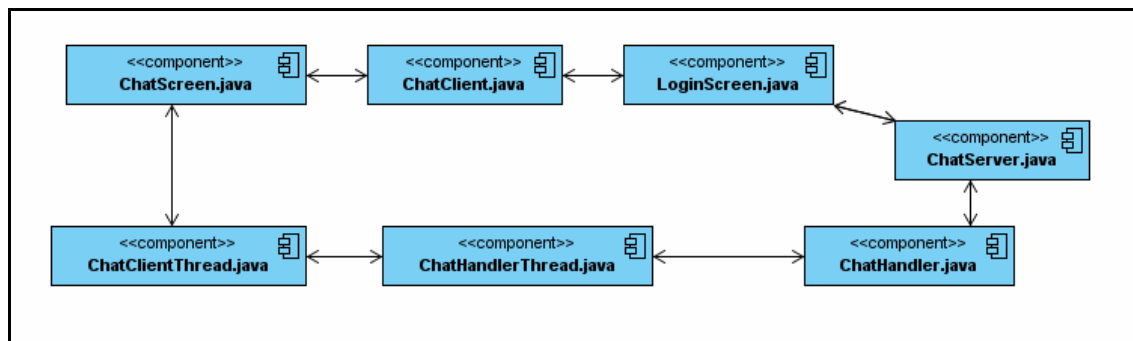 <<component>>
ChatScreen.java
<<component>>
ChatClient.java
<<component>>
LoginScreen.java
<<component>>
ChatServer.java
<<component>>
ChatClientThread.java
<<component>>
ChatHandlerThread.java
<<component>>
ChatHandler.java